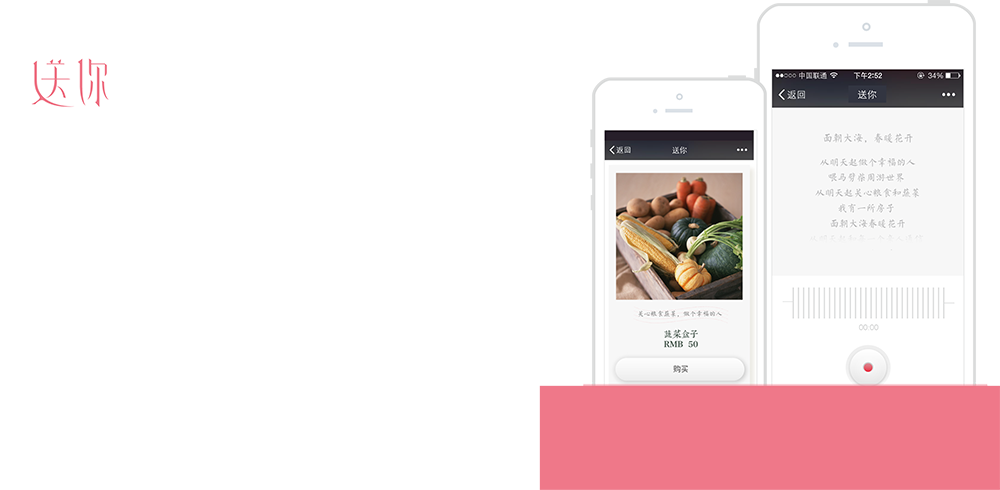 送你
返回
送你
关心粮食蔬菜，做个幸福的人
蔬菜盒子
RMB 50
购买
中国联通
下午2:52
34%
返回
送你
面朝大海，春暖花开
从明天起做个幸福的人
喂马劈柴周游世界
从明天起关心粮食和蔬菜
我有一所房子
面朝大海春暖花开
00:00